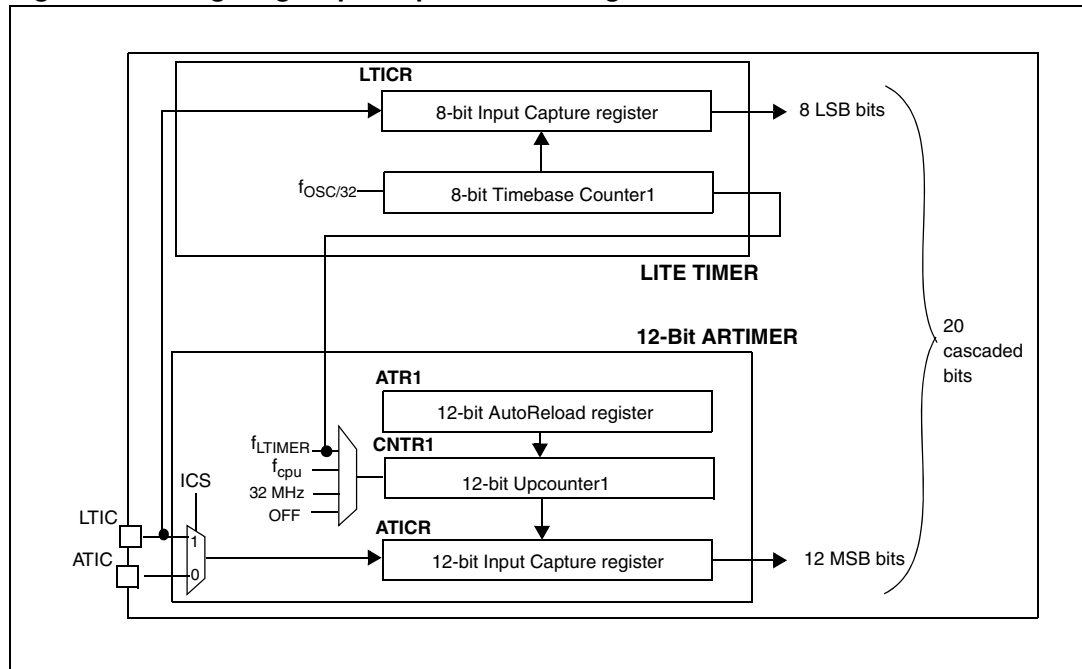 LTICR
8-bit Input Capture register
8 LSB bits
fOSC/32
8-bit Timebase Counter1
LITE TIMER
20
cascaded
bits
12-Bit ARTIMER
ATR1
12-bit AutoReload register
fLTIMER
CNTR1
fcpu
12-bit Upcounter1
ICS
32 MHz
OFF
LTIC
1
ATICR
ATIC
0
12-bit Input Capture register
12 MSB bits